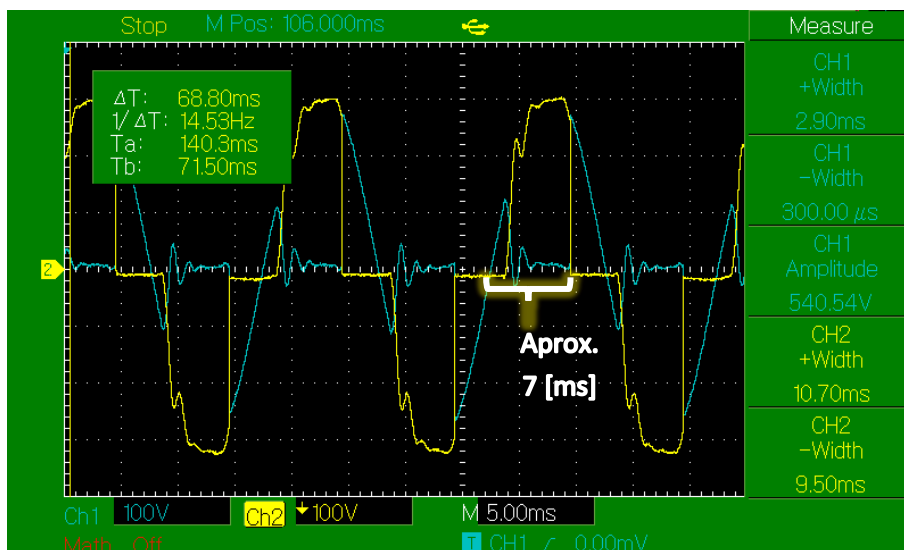 Stop M Pos: 106.000ms
Measure
ΔT: 68.80ms
1/ΔT: 14.53Hz
Ta: 140.3ms
Tb: 71.50ms
CH1
+Width
2.90ms
CH1
-Width
300.00 µs
CH1
Amplitude
540.54V
CH2
+Width
10.70ms
CH2
-Width
9.50ms
2
Aprox.
7 [ms]
Ch1 100V Ch2 100V M 5.00ms
Math Off T CH1 / 0.00mV